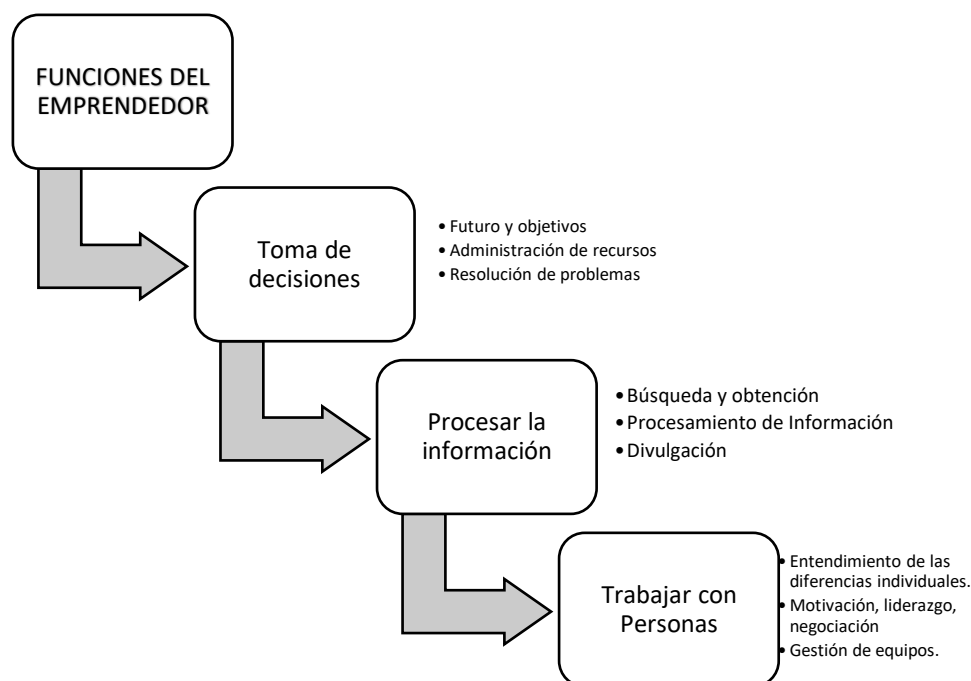 FUNCIONES DEL
EMPRENDEDOR
Toma de
decisiones
• Futuro y objetivos
• Administración de recursos
• Resolución de problemas
Procesar la
información
• Búsqueda y obtención
• Procesamiento de Información
• Divulgación
Trabajar con
Personas
• Entendimiento de las
diferencias individuales.
• Motivación, liderazgo,
negociación
• Gestión de equipos.